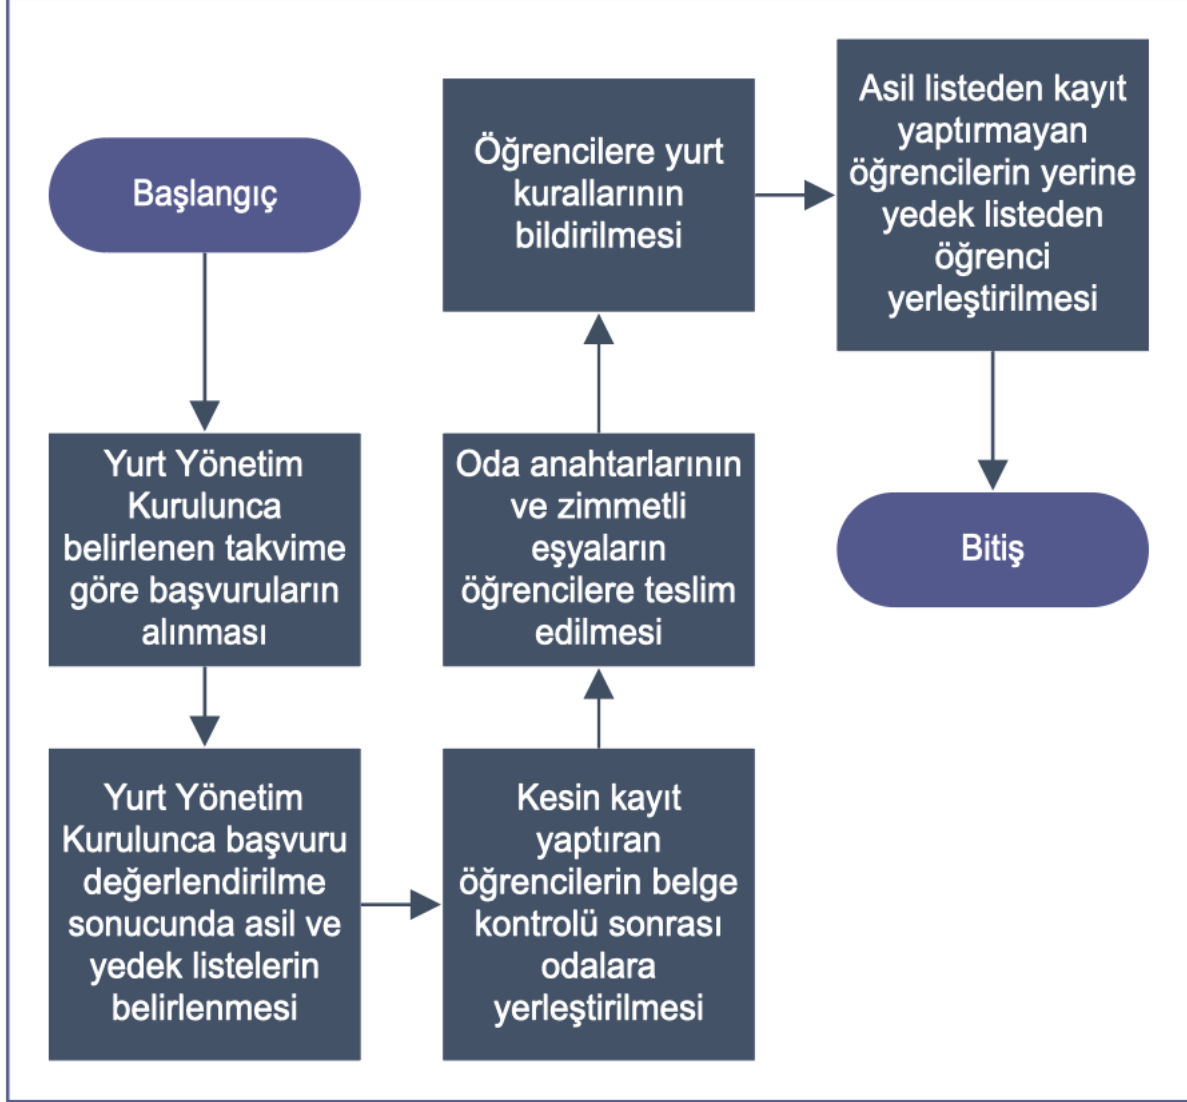 Başlangıç
Yurt Yönetim
Kurulunca
belirlenen takvime
göre başvuruların
alınması
Yurt Yönetim
Kurulunca başvuru
değerlendirilme
sonucunda asil ve
yedek listelerin
belirlenmesi
Kesin kayıt
yaptıran
öğrencilerin belge
kontrolü sonrası
odalara
yerleştirilmesi
Oda anahtarlarının
ve zimmetli
eşyaların
öğrencilere teslim
edilmesi
Öğrencilere yurt
kurallarının
bildirilmesi
Asil listeden kayıt
yaptırmayan
öğrencilerin yerine
yedek listeden
öğrenci
yerleştirilmesi
Bitiş